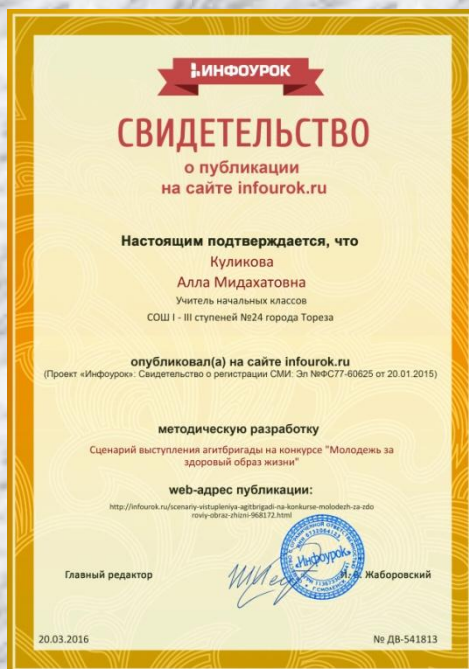 ИНФОУРОК
СВИДЕТЕЛЬСТВО
о публикации
на сайте infourok.ru
Настоящим подтверждается, что
Куликова
Алла Мидахатовна
Учитель начальных классов
СОШ I - III ступеней №24 города Тореза
опубликовал(а) на сайте infourok.ru
(Проект «Инфоурок»: Свидетельство о регистрации СМИ: Эл №ФС77-60625 от 20.01.2015)
методическую разработку
Сценарий выступления агитбригады на конкурсе "Молодежь за
здоровый образ жизни"
web-адрес публикации:
http://infourok.ru/scenariy-vistupleniya-agitbrigadi-na-konkurse-molodezh-za-zdo
roviy-obraz-zhizni-968172.html
«Инфоурок»
Главный редактор
Жаборовский
20.03.2016
№ ДВ-541813